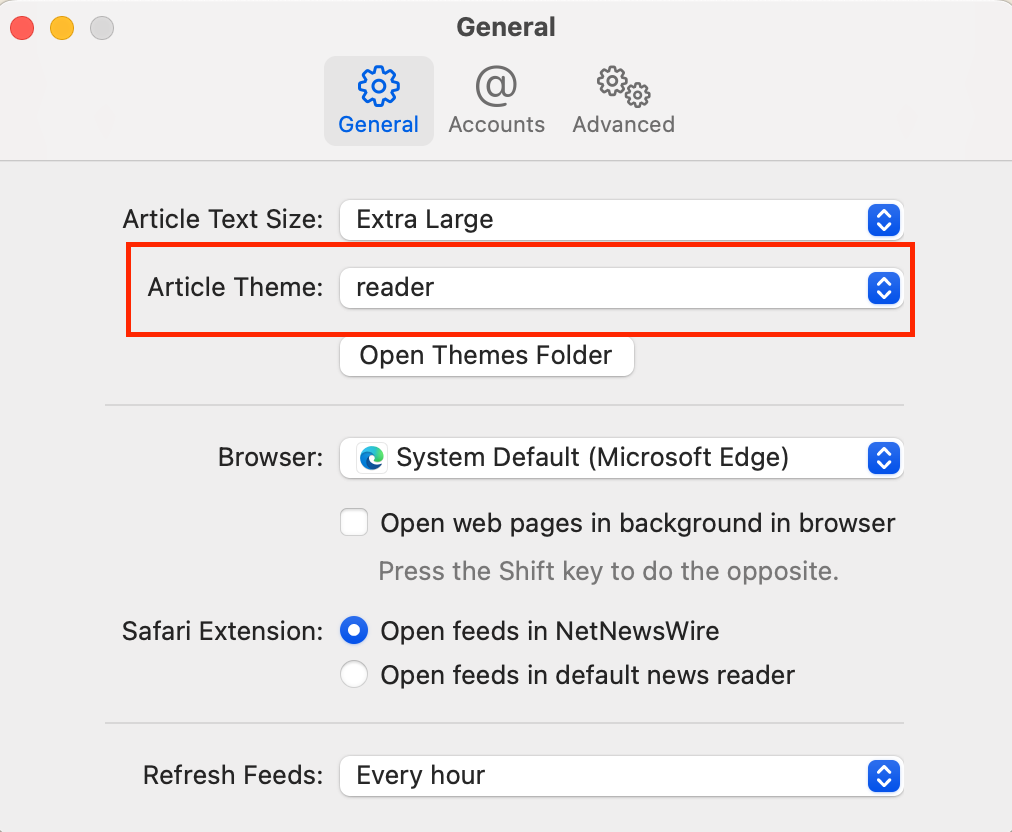 General
General Accounts Advanced
Article Text Size: Extra Large
Article Theme: reader
Open Themes Folder
Browser: System Default (Microsoft Edge)
Open web pages in background in browser
Press the Shift key to do the opposite.
Safari Extension: Open feeds in NetNewsWire
Open feeds in default news reader
Refresh Feeds: Every hour